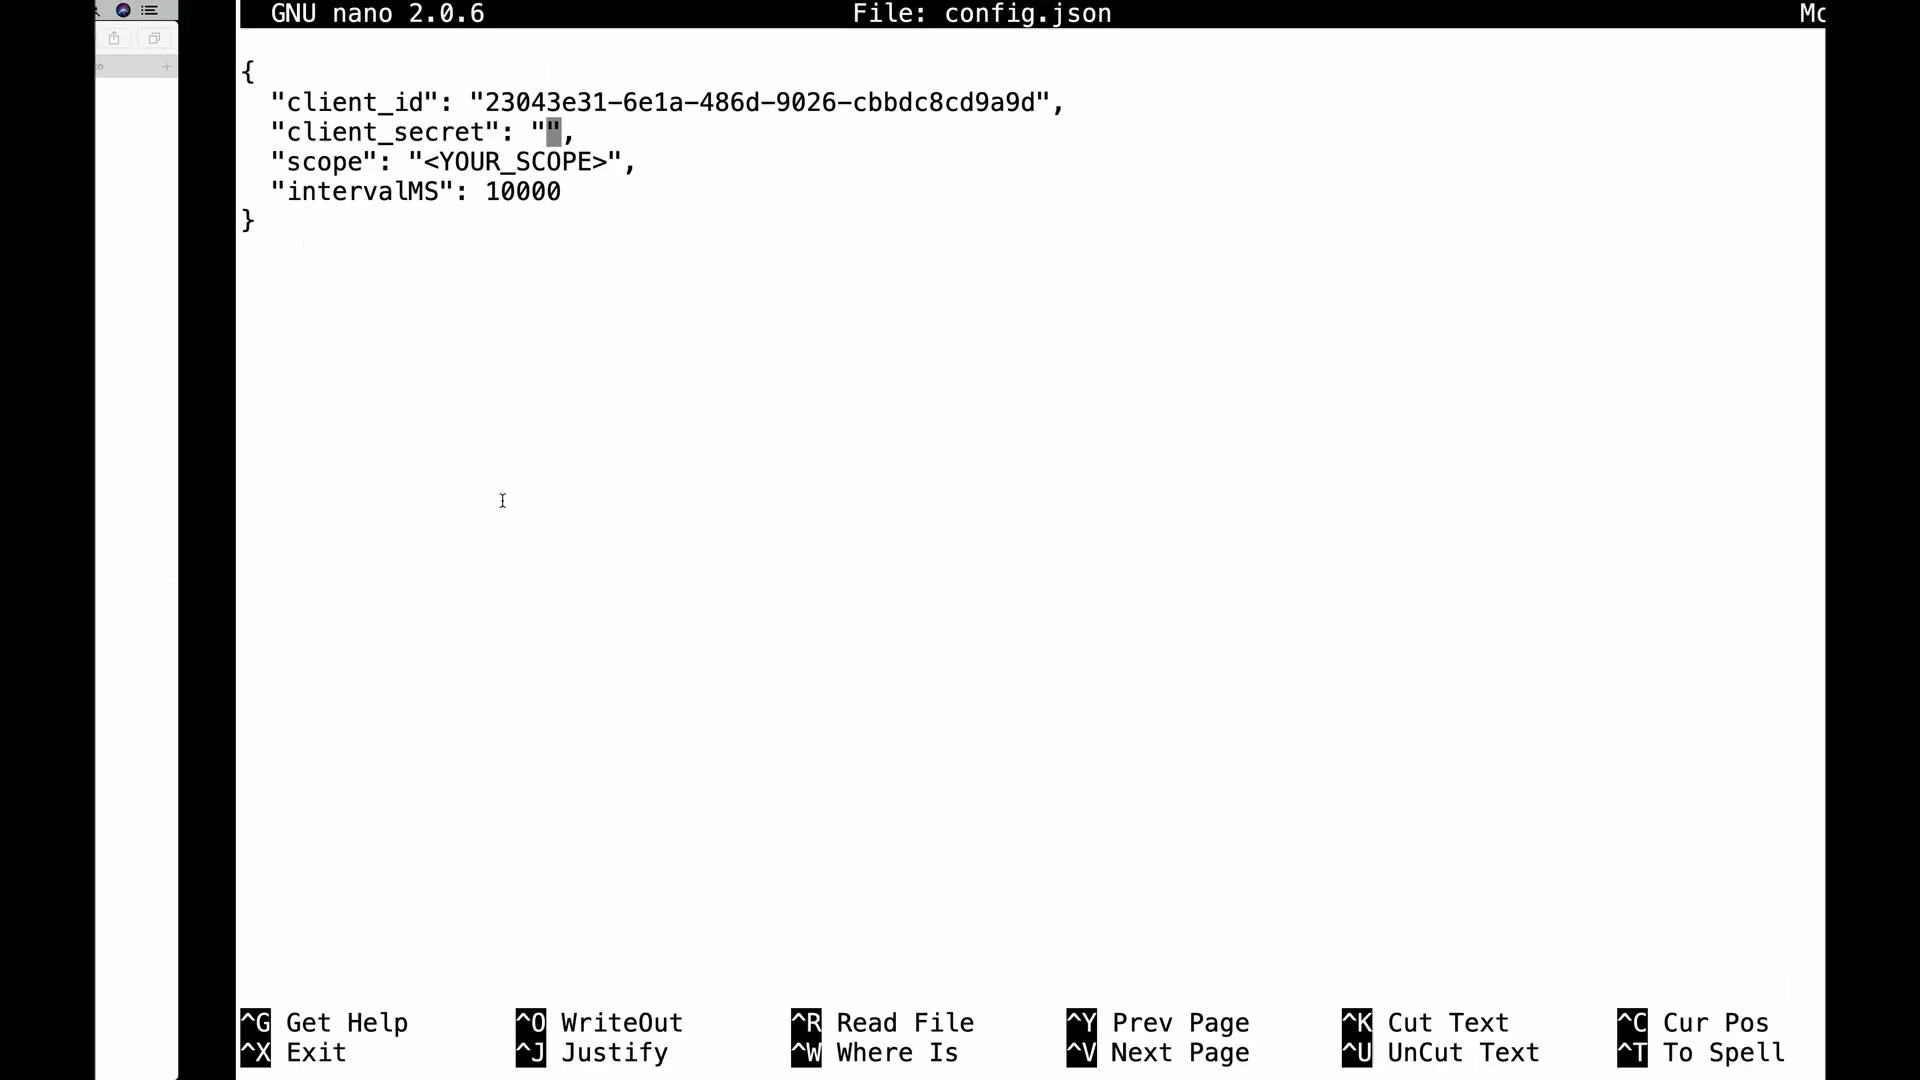 GNU nano 2.0.6 File: config.json
{
"client_id": "23043e31-6e1a-486d-9026-cbbdc8cd9a9d",
"client_secret": "",
"scope": "<YOUR_SCOPE>",
"intervalMS": 10000
}
^G Get Help ^O WriteOut ^R Read File ^Y Prev Page ^K Cut Text ^C Cur Pos
^X Exit ^J Justify ^W Where Is ^V Next Page ^U UnCut Text ^T To Spell